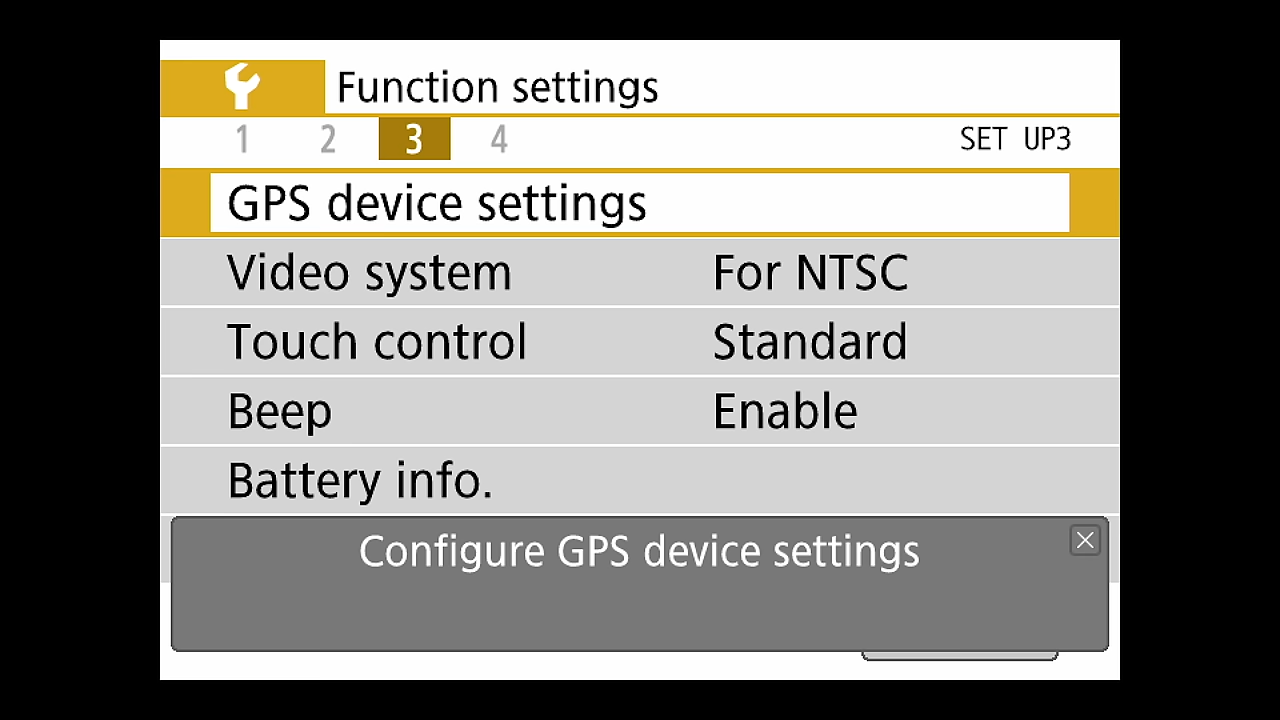 Function settings
1 2 3 4 SET UP3
GPS device settings
Video system For NTSC
Touch control Standard
Beep Enable
Battery info.
Configure GPS device settings